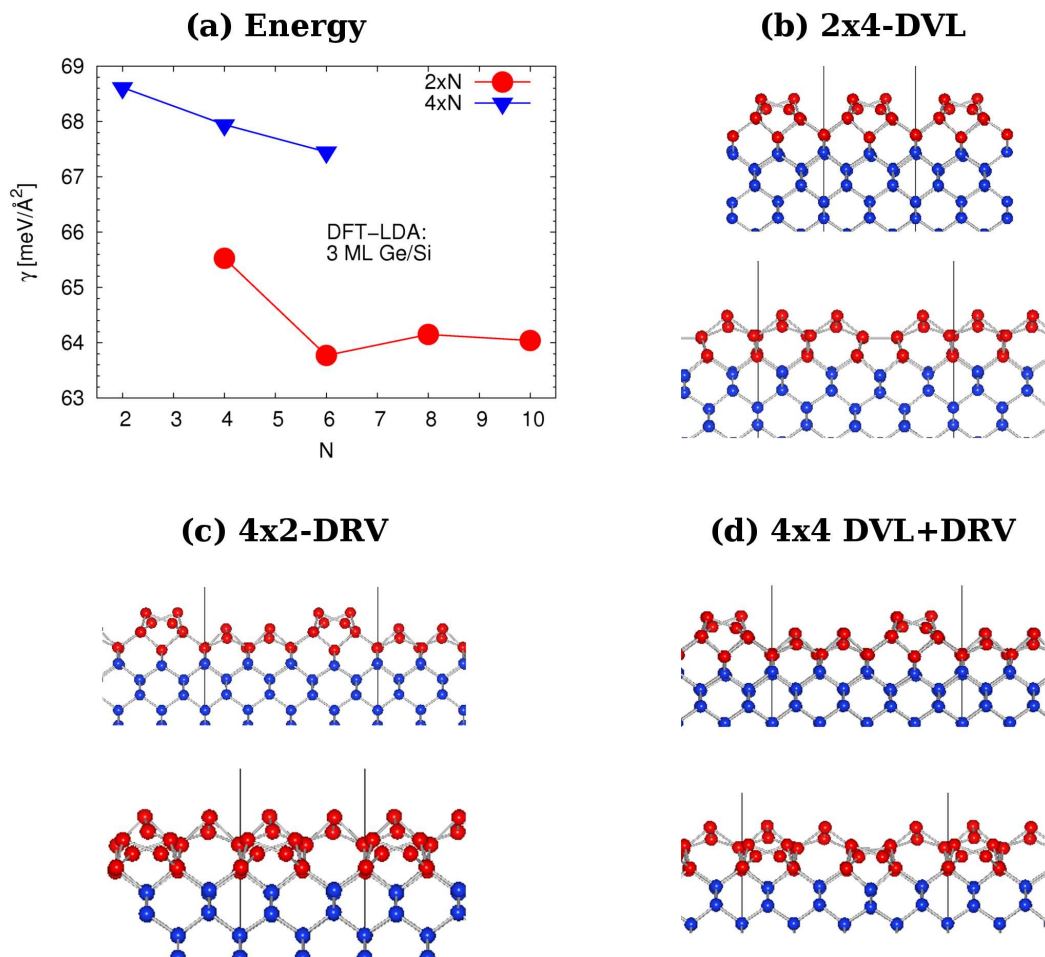 (a) Energy
(b) 2x4-DVL
69
68
67
66
65
64
63
γ [meV/Å²]
2xN
4xN
DFT−LDA:
3 ML Ge/Si
2 3 4 5 6 7 8 9 10
N
(c) 4x2-DRV
(d) 4x4 DVL+DRV